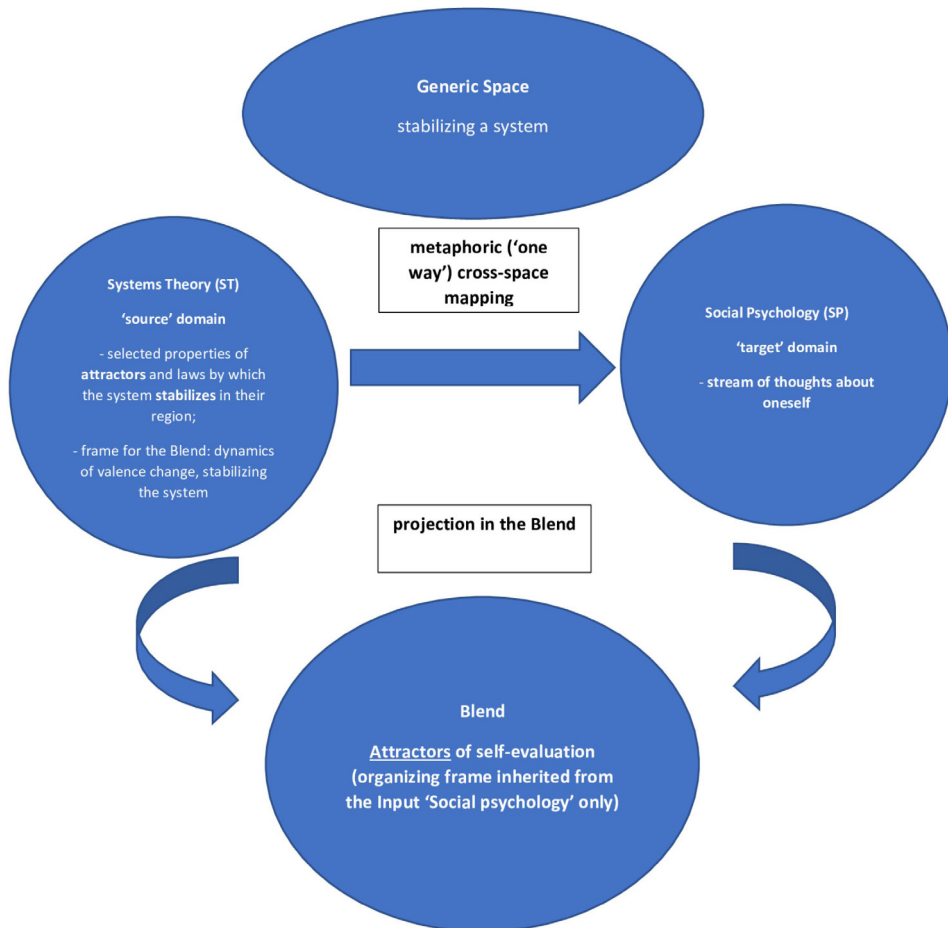 Generic Space
stabilizing a system
metaphoric (‘one
way’) cross-space
mapping
Systems Theory (ST)
‘source’ domain
- selected properties of
attractors and laws by which
the system stabilizes in their
region;
- frame for the Blend: dynamics
of valence change, stabilizing
the system
Social Psychology (SP)
‘target’ domain
- stream of thoughts about
oneself
projection in the Blend
Blend
Attractors of self-evaluation
(organizing frame inherited from
the Input ‘Social psychology’ only)